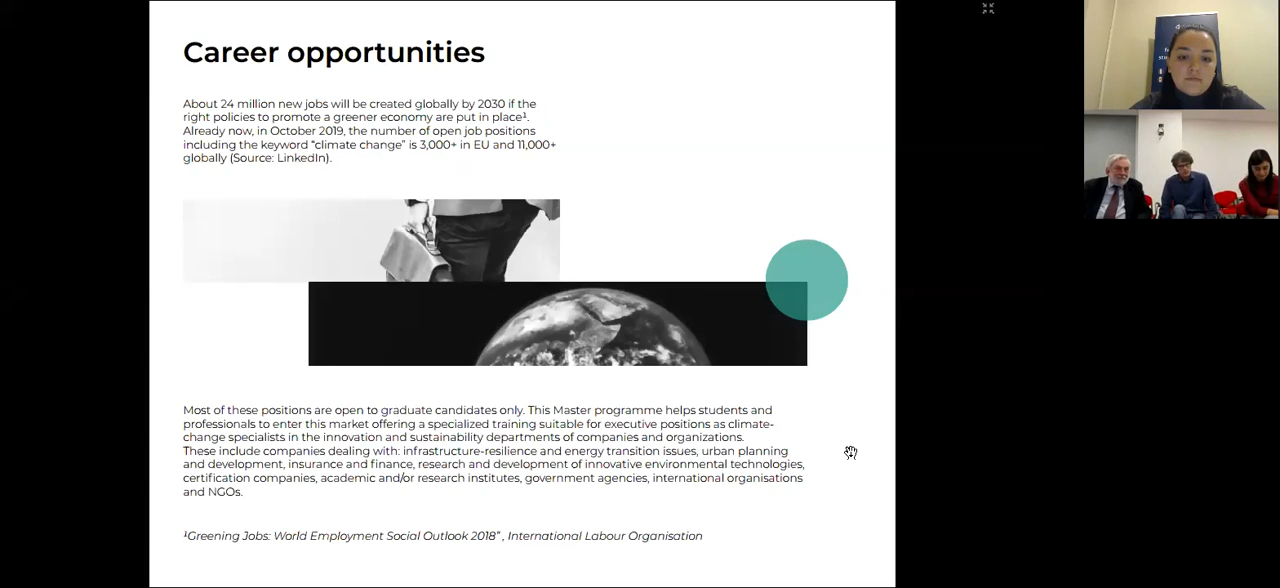 Career opportunities
About 24 million new jobs will be created globally by 2030 if the
right policies to promote a greener economy are put in place¹.
Already now, in October 2019, the number of open job positions
including the keyword “climate change” is 3,000+ in EU and 11,000+
globally (Source: LinkedIn).
Most of these positions are open to graduate candidates only. This Master programme helps students and
professionals to enter this market offering a specialized training suitable for executive positions as climate-
change specialists in the innovation and sustainability departments of companies and organizations.
These include companies dealing with: infrastructure-resilience and energy transition issues, urban planning
and development, insurance and finance, research and development of innovative environmental technologies,
certification companies, academic and/or research institutes, government agencies, international organisations
and NGOs.
¹Greening Jobs: World Employment Social Outlook 2018” , International Labour Organisation